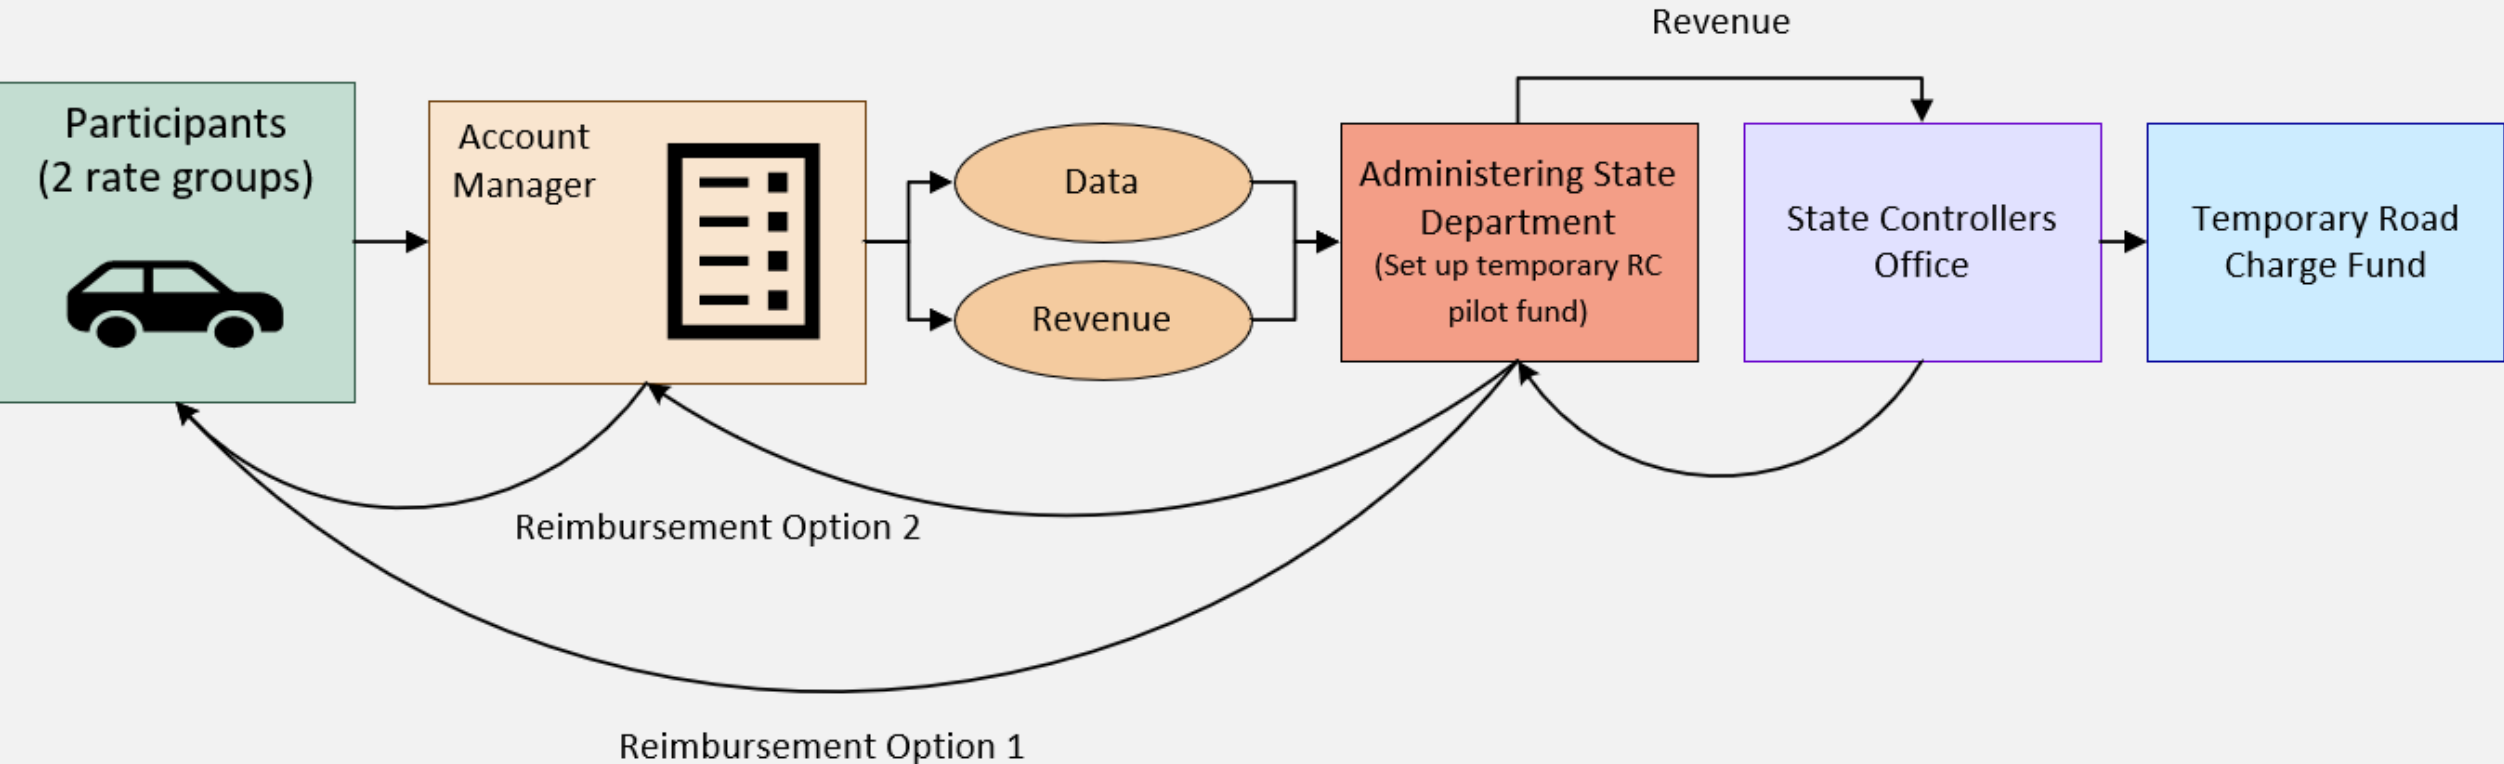 Revenue
Participants
(2 rate groups)
Account
Manager
Data
Revenue
Administering State
Department
(Set up temporary RC
pilot fund)
State Controllers
Office
Temporary Road
Charge Fund
Reimbursement Option 2
Reimbursement Option 1